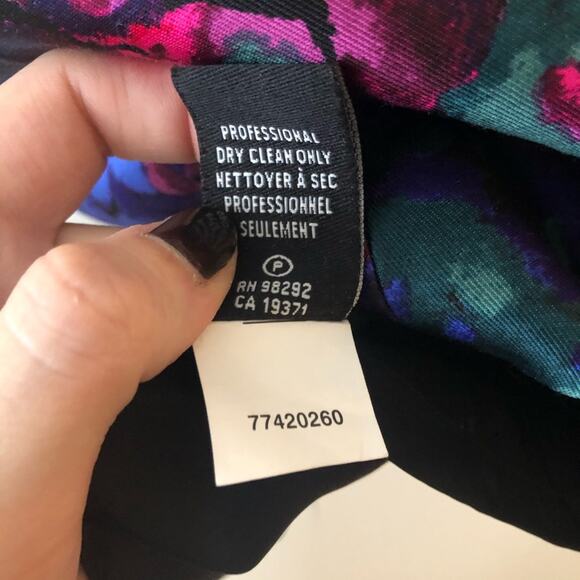 PROFESSIONAL
DRY CLEAN ONLY
NETTOYER À SEC
PROFESSIONNEL
SEULEMENT
P
RN 98292
CA 19371
77420260